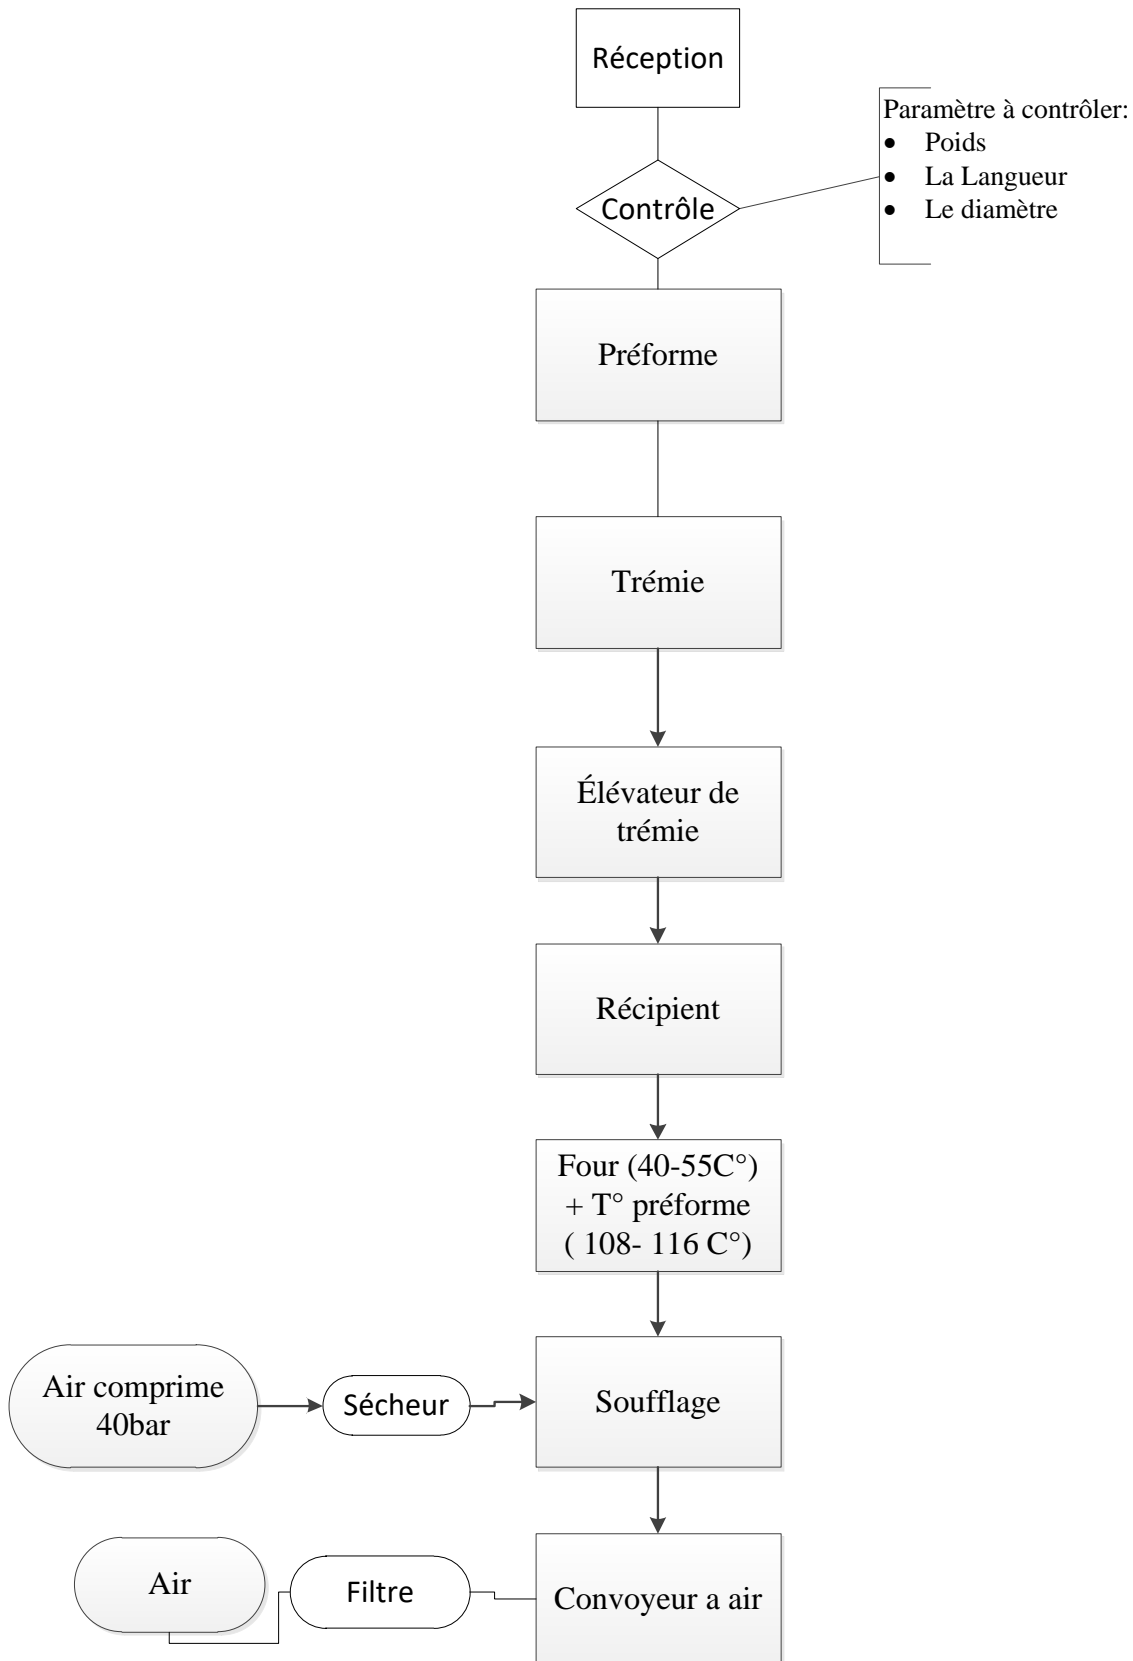 Réception
Contrôle
Paramètre à contrôler:
• Poids
• La Langueur
• Le diamètre
Préforme
Trémie
Élévateur de
trémie
Récipient
Four (40-55C°)
+ T° préforme
( 108- 116 C°)
Air comprime
40bar
Sécheur
Soufflage
Air
Filtre
Convoyeur a air